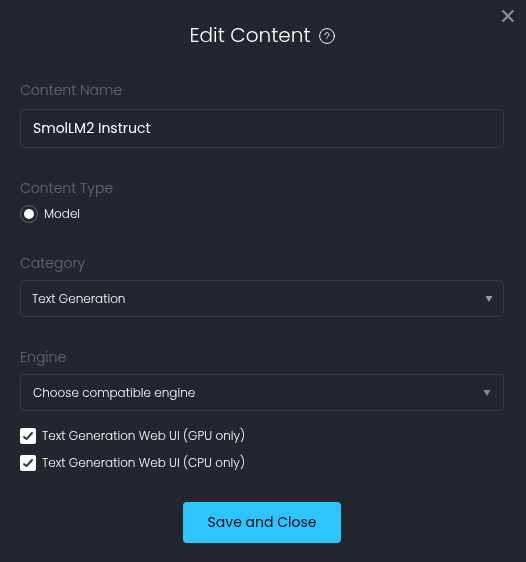 Edit Content ?
Content Name
SmolLM2 Instruct
Content Type
Model
Category
Text Generation
Engine
Choose compatible engine
Text Generation Web UI (GPU only)
Text Generation Web UI (CPU only)
Save and Close